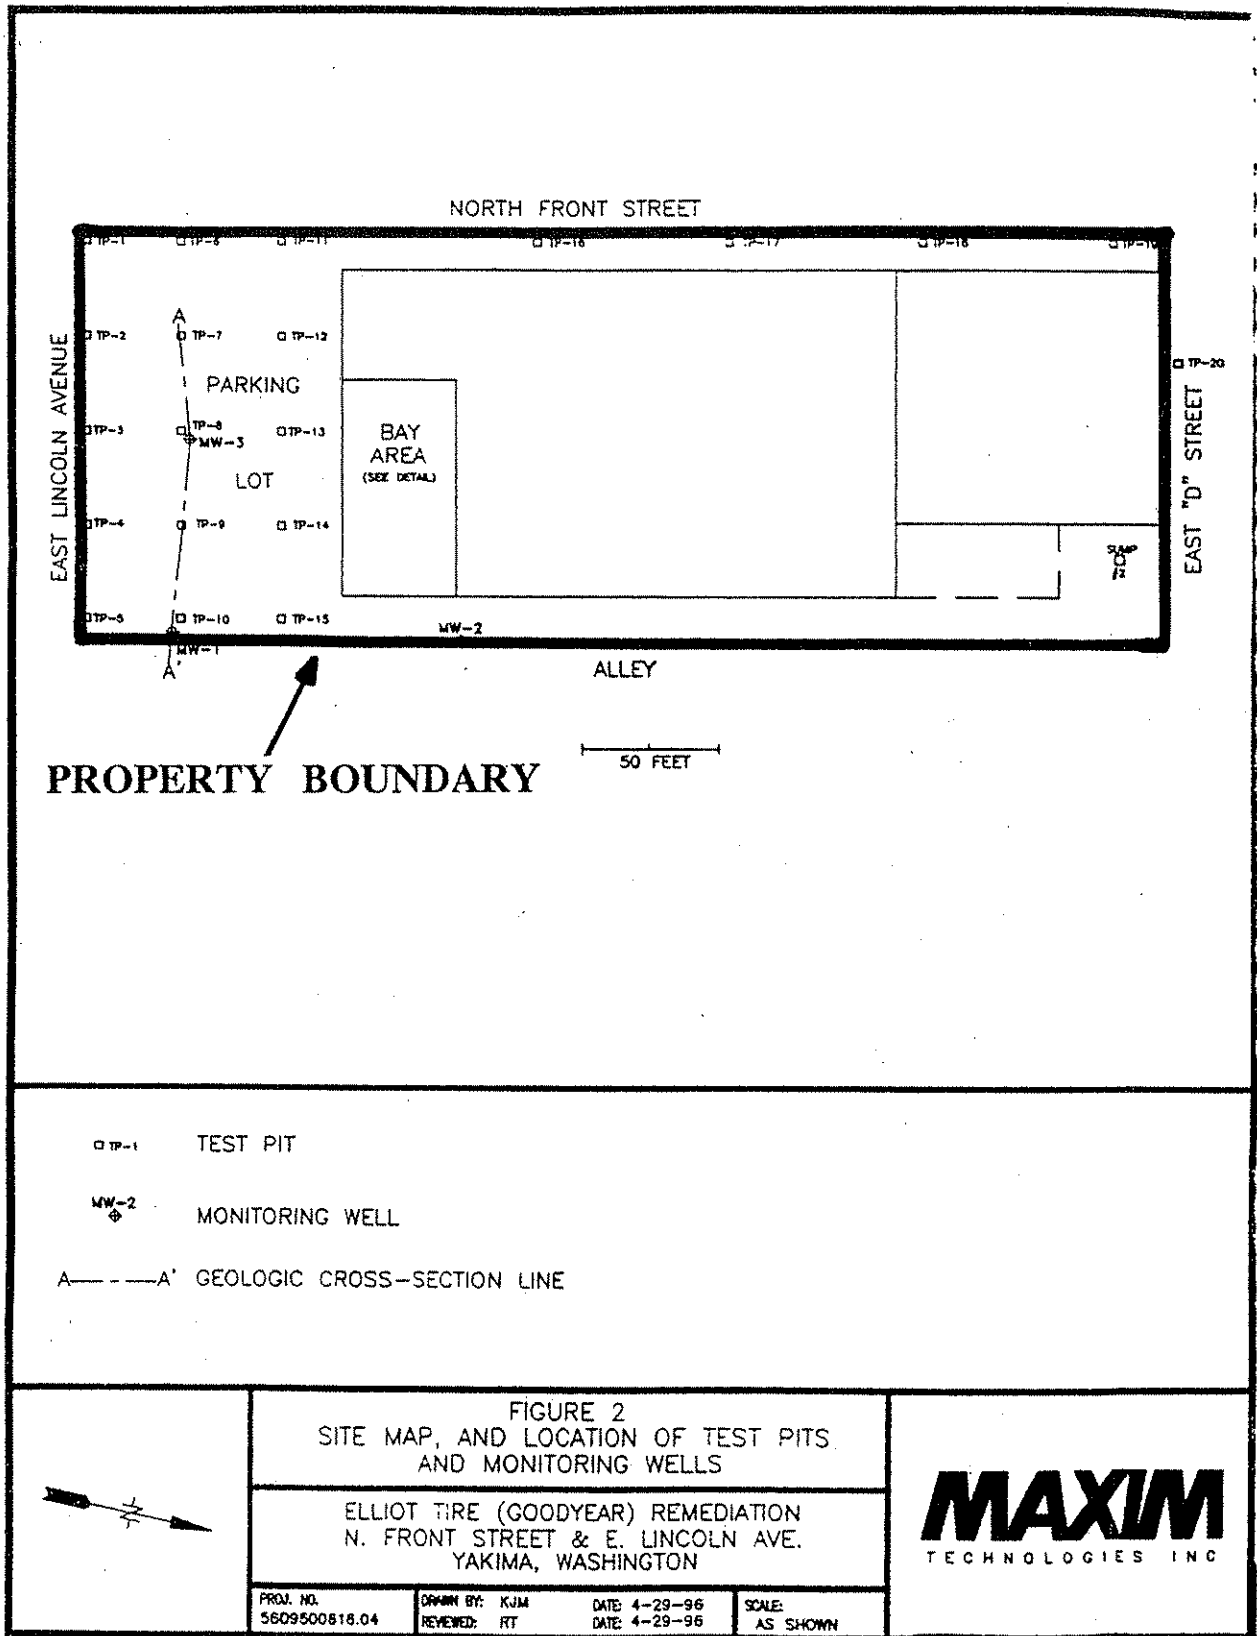 NORTH FRONT STREET
TP-1
TP-6
TP-11
TP-16
TP-17
TP-18
EAST LINCOLN AVENUE
A
TP-2
TP-7
TP-12
TP-20
PARKING
TP-3
TP-8
MW-3
TP-13
BAY
AREA
(SEE DETAIL)
LOT
EAST "D" STREET
TP-4
TP-9
TP-14
SUMP
TP-5
TP-10
TP-15
MW-2
MW-1
A'
ALLEY
50 FEET
PROPERTY BOUNDARY
TP-1 TEST PIT
MW-2
MONITORING WELL
A A' GEOLOGIC CROSS-SECTION LINE
FIGURE 2
SITE MAP, AND LOCATION OF TEST PITS
AND MONITORING WELLS
ELLIOT TIRE (GOODYEAR) REMEDIATION
N. FRONT STREET & E. LINCOLN AVE.
YAKIMA, WASHINGTON
PROJ. NO.
5609500818.04
DRAWN BY: KJM DATE: 4-29-96
REVIEWED: RT DATE: 4-29-96
SCALE:
AS SHOWN
MAXIM
TECHNOLOGIES INC